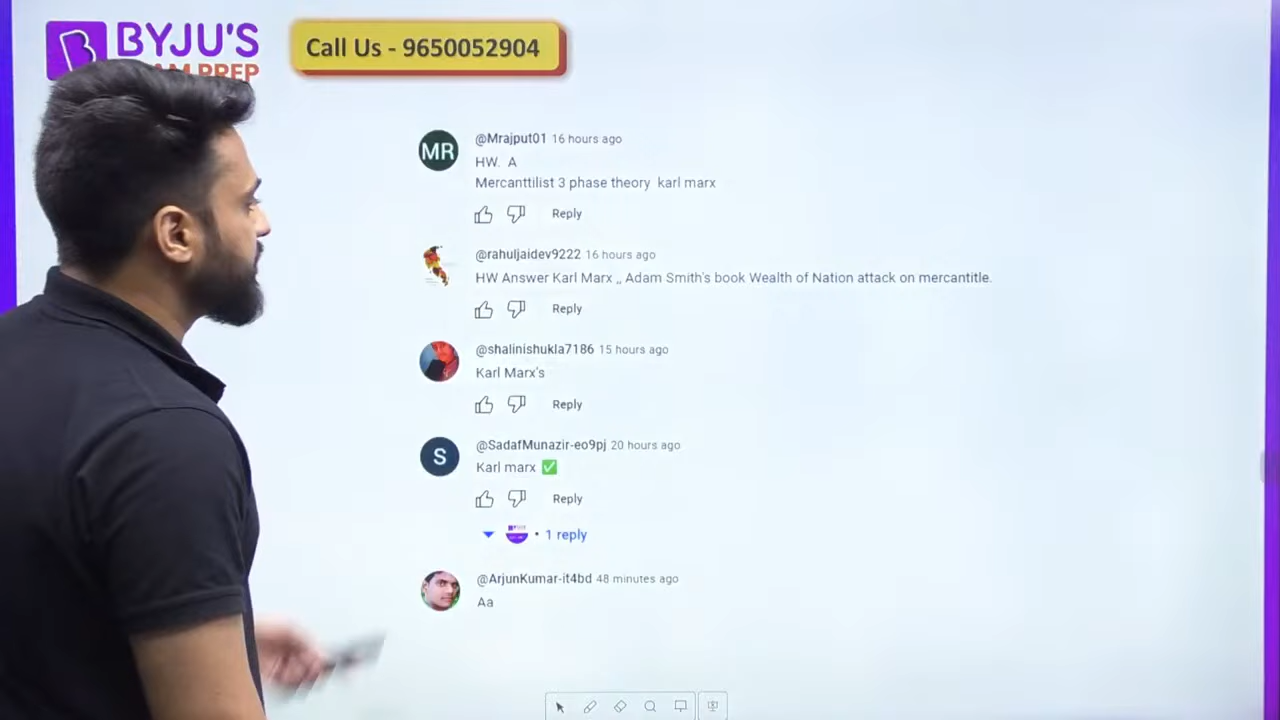 BYJU'S
EXAM PREP
Call Us - 9650052904
MR
@Mrajput01 16 hours ago
HW. A
Mercanttilist 3 phase theory karl marx
Reply
@rahuljaidev9222 16 hours ago
HW Answer Karl Marx ,, Adam Smith's book Wealth of Nation attack on mercantitle.
Reply
@shalinishukla7186 15 hours ago
Karl Marx's
Reply
S
@SadafMunazir-eo9pj 20 hours ago
Karl marx ✅
Reply
• 1 reply
@ArjunKumar-it4bd 48 minutes ago
Aa